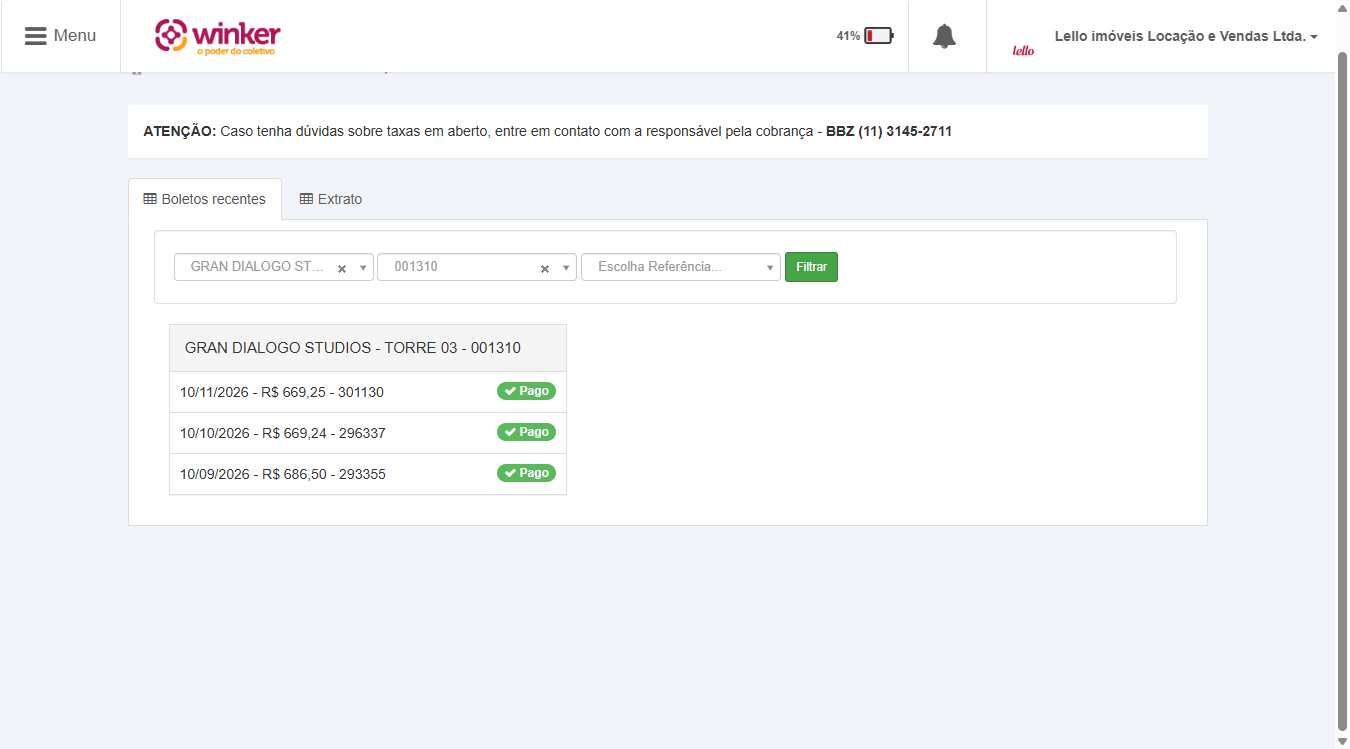 Menu
winker
o poder do coletivo
41%
lello
Lello imóveis Locação e Vendas Ltda.
ATENÇÃO: Caso tenha dúvidas sobre taxas em aberto, entre em contato com a responsável pela cobrança - BBZ (11) 3145-2711
Boletos recentes
Extrato
GRAN DIALOGO ST...
001310
Escolha Referência...
Filtrar
GRAN DIALOGO STUDIOS - TORRE 03 - 001310
10/11/2026 - R$ 669,25 - 301130 Pago
10/10/2026 - R$ 669,24 - 296337 Pago
10/09/2026 - R$ 686,50 - 293355 Pago